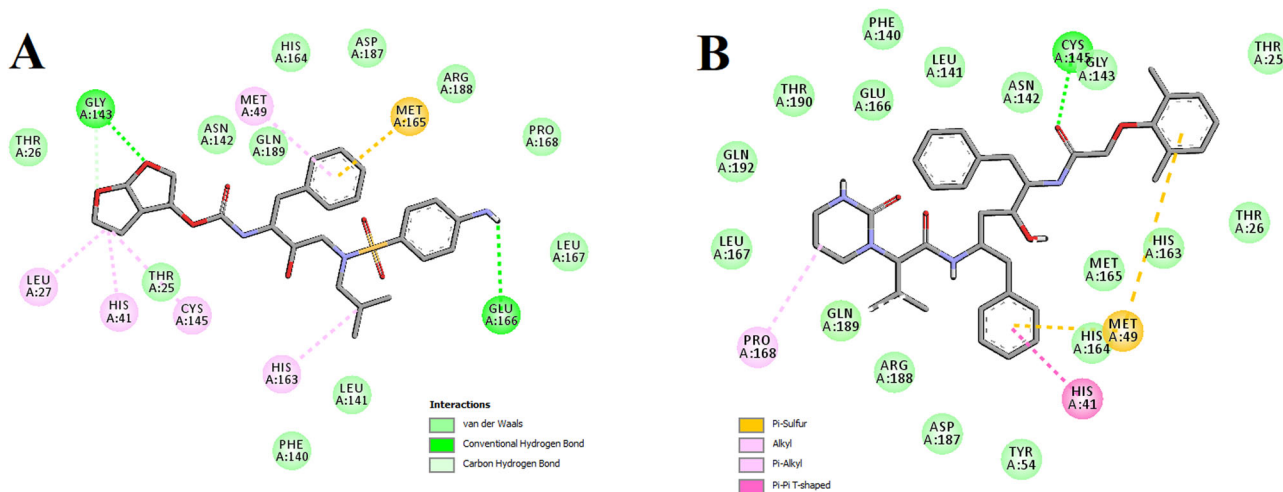 A
HIS
A:164
ASP
A:187
ARG
A:188
MET
A:49
GLY
A:143
MET
A:165
ASN
A:142
GLN
A:189
PRO
A:168
THR
A:26
LEU
A:167
LEU
A:27
THR
A:25
HIS
A:41
CYS
A:145
GLU
A:166
HIS
A:163
LEU
A:141
PHE
A:140
Interactions
van der Waals
Conventional Hydrogen Bond
Carbon Hydrogen Bond
B
PHE
A:140
CYS
A:145
GLY
A:143
THR
A:25
LEU
A:141
THR
A:190
GLU
A:166
ASN
A:142
GLN
A:192
THR
A:26
LEU
A:167
HIS
A:163
MET
A:165
GLN
A:189
PRO
A:168
HIS
A:164
MET
A:49
ARG
A:188
HIS
A:41
ASP
A:187
TYR
A:54
Pi-Sulfur
Alkyl
Pi-Alkyl
Pi-Pi T-shaped